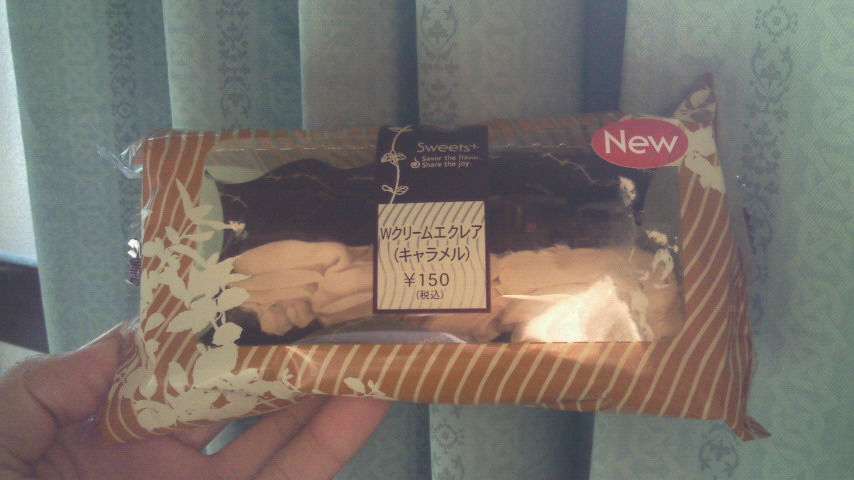 Sweets+
Savor the flavor.
Share the joy.
New
Wクリームエクレア
(キャラメル)
¥150
(税込)